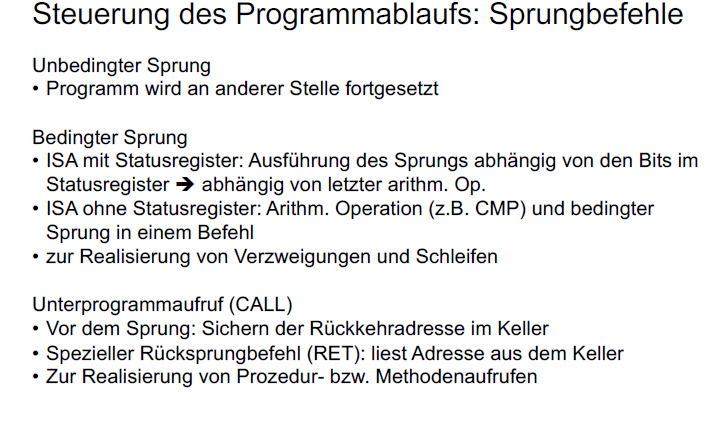 Steuerung des Programmablaufs: Sprungbefehle
Unbedingter Sprung
• Programm wird an anderer Stelle fortgesetzt
Bedingter Sprung
• ISA mit Statusregister: Ausführung des Sprungs abhängig von den Bits im
Statusregister ➔ abhängig von letzter arithm. Op.
• ISA ohne Statusregister: Arithm. Operation (z.B. CMP) und bedingter
Sprung in einem Befehl
• zur Realisierung von Verzweigungen und Schleifen
Unterprogrammaufruf (CALL)
• Vor dem Sprung: Sichern der Rückkehradresse im Keller
• Spezieller Rücksprungbefehl (RET): liest Adresse aus dem Keller
• Zur Realisierung von Prozedur- bzw. Methodenaufrufen